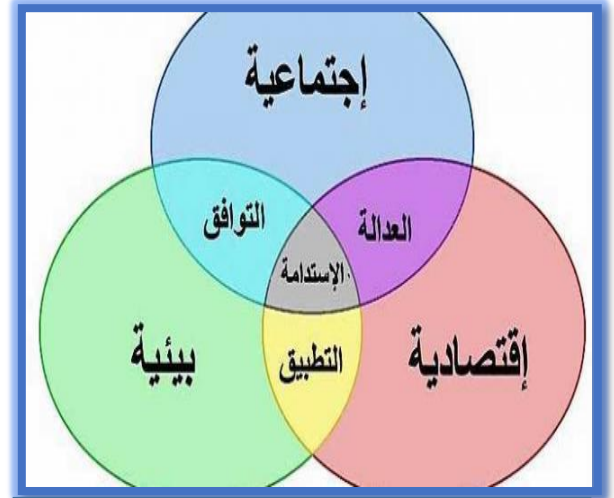 إجتماعية
العدالة
التوافق
الإستدامة
إقتصادية
التطبيق
بيئية